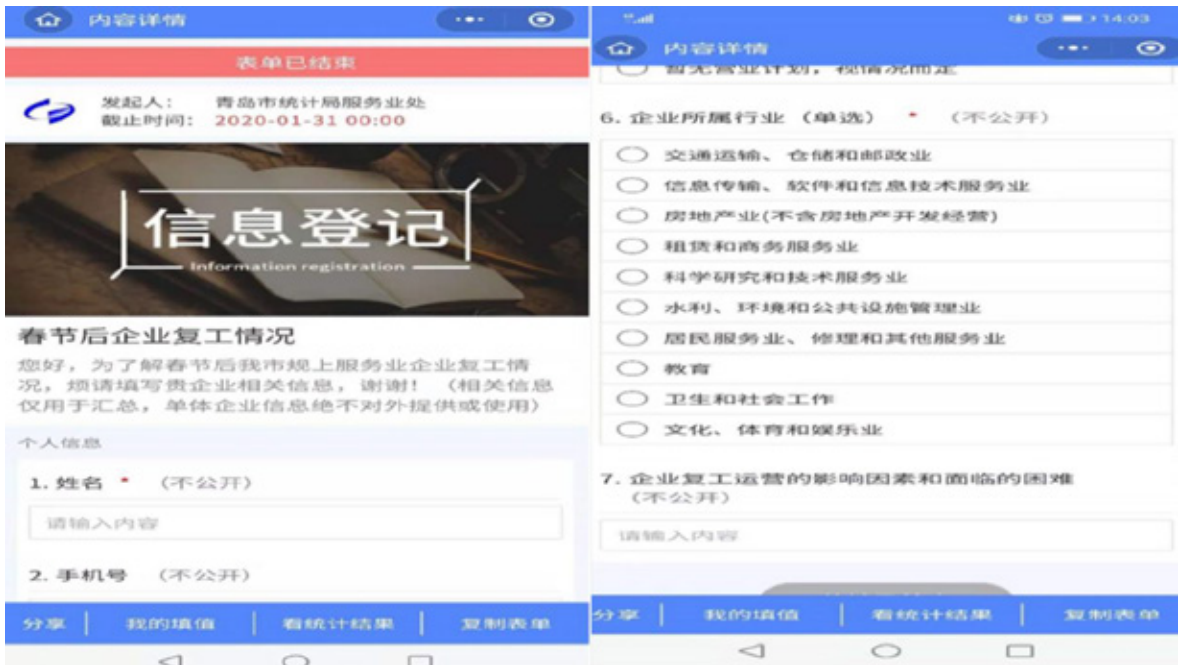 内容详情
表单已结束
发起人： 青岛市统计局服务业处
截止时间： 2020-01-31 00:00
信息登记
Information registration
春节后企业复工情况
您好，为了解春节后我市规上服务业企业复工情
况，烦请填写贵企业相关信息，谢谢！（相关信息
仅用于汇总，单体企业信息绝不对外提供或使用）
个人信息
1. 姓名 * （不公开）
请输入内容
2. 手机号 （不公开）
分享 我的填值 看统计结果 复制表单
14:03
内容详情
暂无营业计划，视情况而定
6. 企业所属行业（单选） * （不公开）
交通运输、仓储和邮政业
信息传输、软件和信息技术服务业
房地产业(不含房地产开发经营)
租赁和商务服务业
科学研究和技术服务业
水利、环境和公共设施管理业
居民服务业、修理和其他服务业
教育
卫生和社会工作
文化、体育和娱乐业
7. 企业复工运营的影响因素和面临的困难
（不公开）
请输入内容
分享 我的填值 看统计结果 复制表单